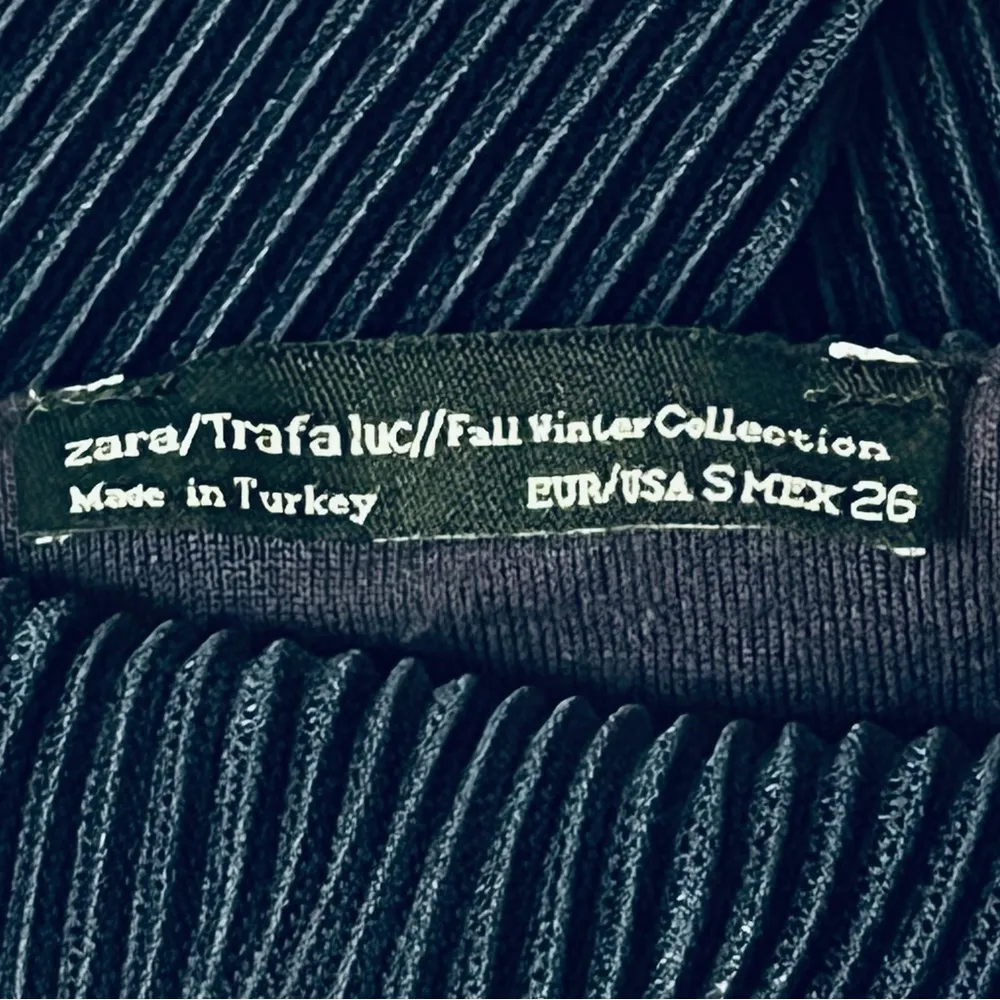 zara/Trafaluc//Fall Winter Collection
Made in Turkey EUR/USA S MEX 26